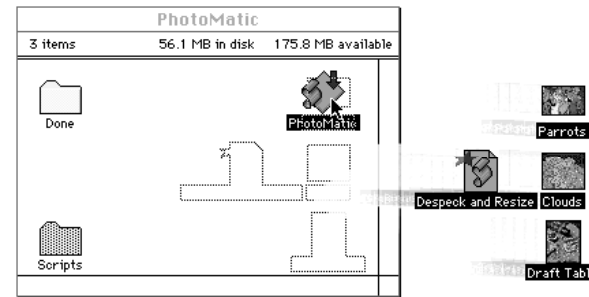 PhotoMatic
3 items 56.1 MB in disk 175.8 MB available
Done
PhotoMatic
Parrots
Despeck and Resize
Clouds
Scripts
Draft Tabl